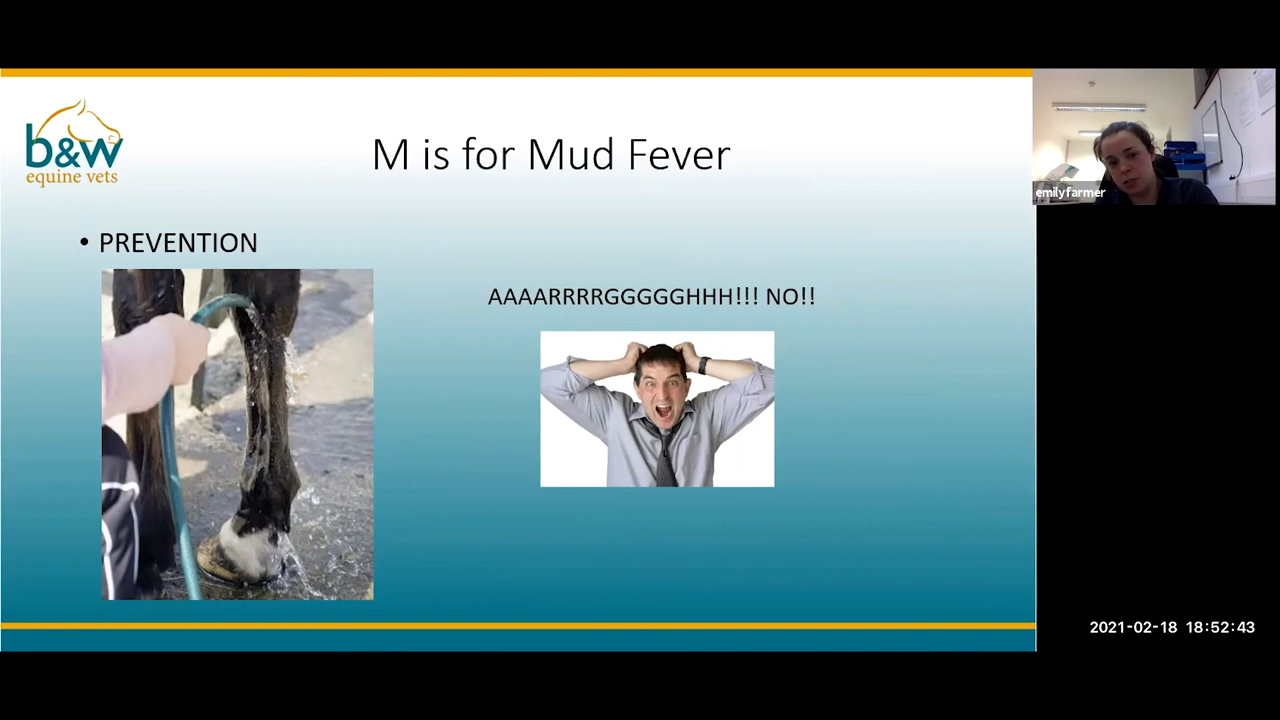 b&w
equine vets
M is for Mud Fever
• PREVENTION
AAAARRRRGGGGGHHH!!! NO!!
emilyfarmer
2021-02-18 18:52:43